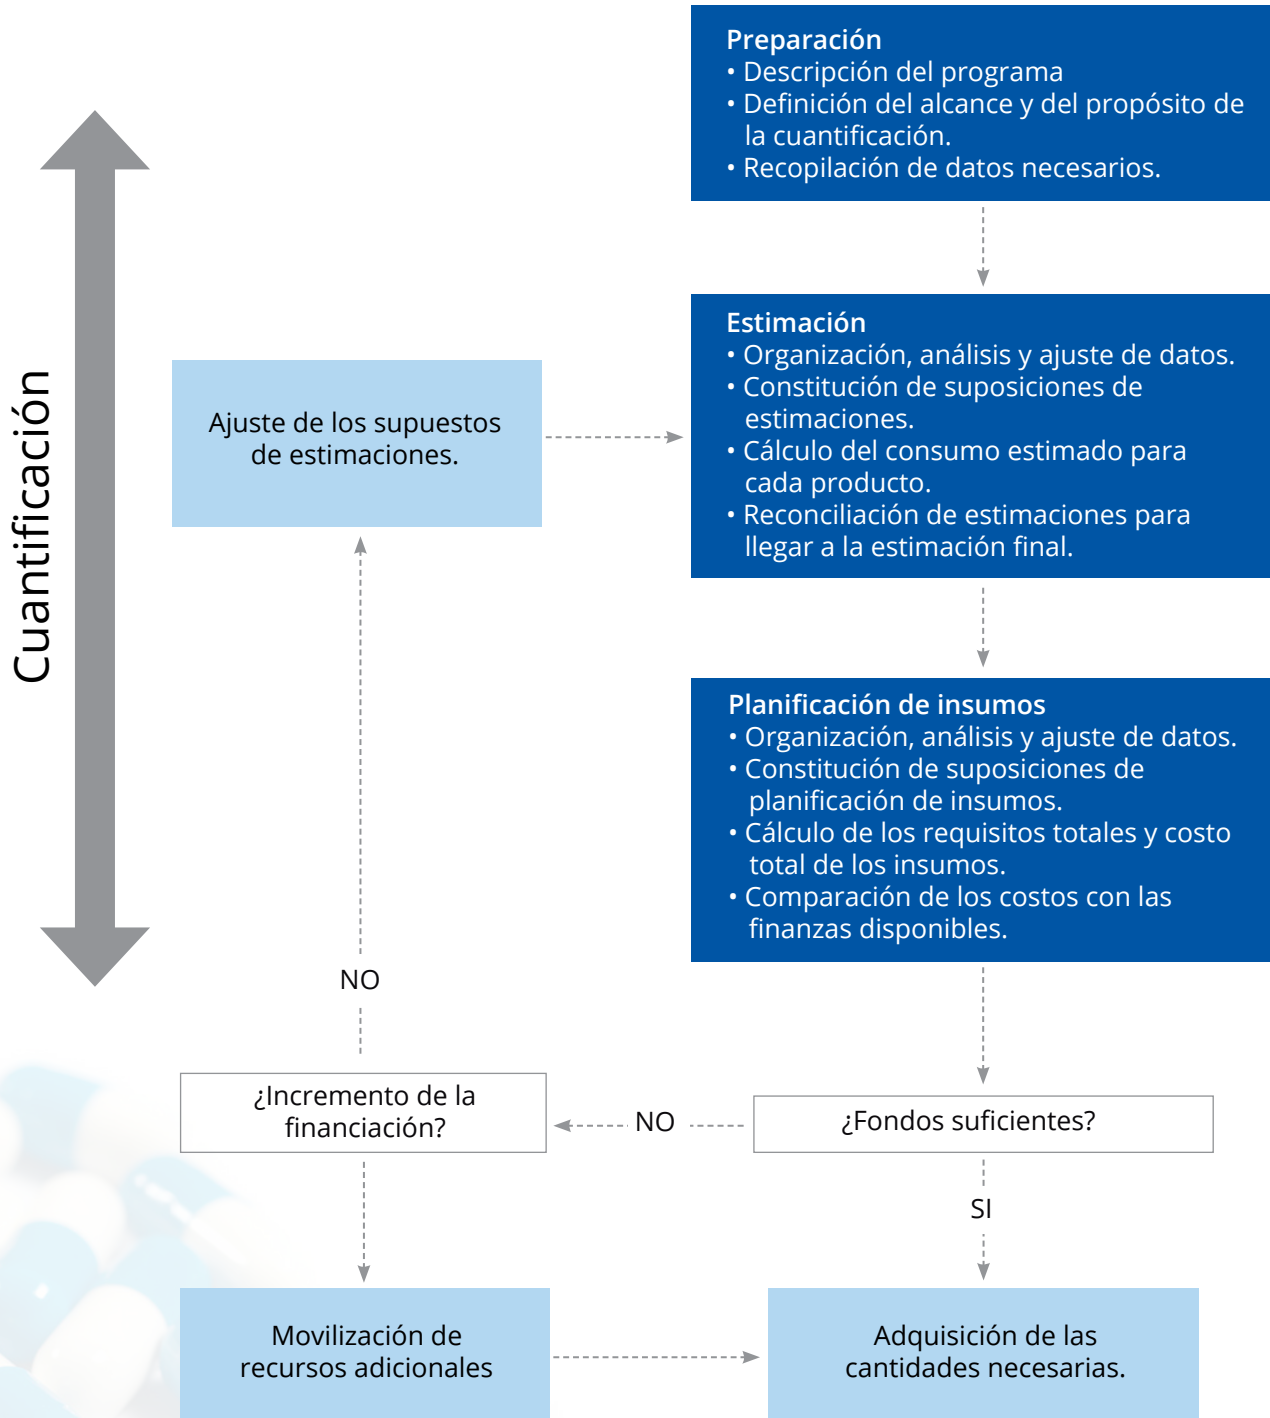 Preparación
• Descripción del programa
• Definición del alcance y del propósito de
la cuantificación.
• Recopilación de datos necesarios.
Cuantificación
Estimación
• Organización, análisis y ajuste de datos.
• Constitución de suposiciones de
estimaciones.
• Cálculo del consumo estimado para
cada producto.
• Reconciliación de estimaciones para
llegar a la estimación final.
Ajuste de los supuestos
de estimaciones.
Planificación de insumos
• Organización, análisis y ajuste de datos.
• Constitución de suposiciones de
planificación de insumos.
• Cálculo de los requisitos totales y costo
total de los insumos.
• Comparación de los costos con las
finanzas disponibles.
NO
¿Incremento de la
financiación?
NO
¿Fondos suficientes?
SI
Movilización de
recursos adicionales
Adquisición de las
cantidades necesarias.